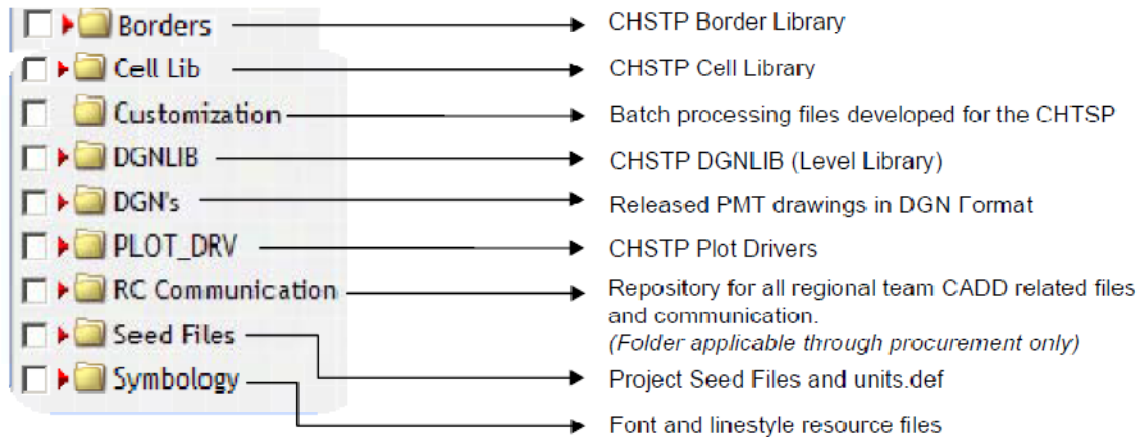 Borders CHSTP Border Library
Cell Lib CHSTP Cell Library
Customization Batch processing files developed for the CHTSP
DGNLIB CHSTP DGNLIB (Level Library)
DGN's Released PMT drawings in DGN Format
PLOT_DRV CHSTP Plot Drivers
RC Communication Repository for all regional team CADD related files
and communication.
(Folder applicable through procurement only)
Seed Files Project Seed Files and units.def
Symbology Font and linestyle resource files